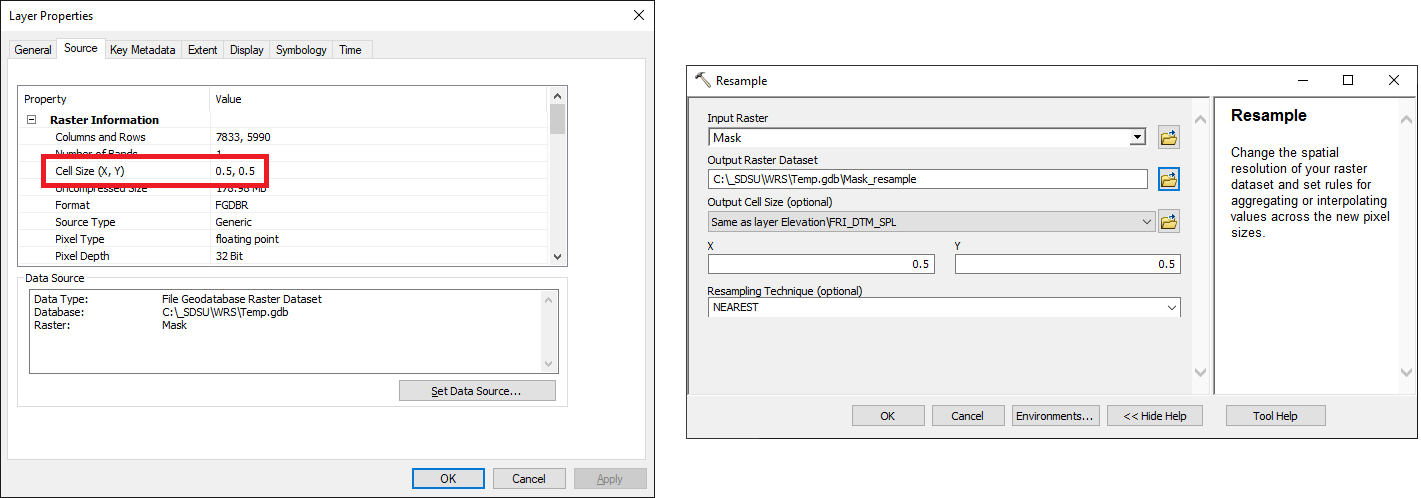 Layer Properties
General Source Key Metadata Extent Display Symbology Time
Property Value
Raster Information
Columns and Rows 7833, 5990
Number of Bands 1
Cell Size (X, Y) 0.5, 0.5
Uncompressed Size 178.98 Mb
Format FGDBR
Source Type Generic
Pixel Type floating point
Pixel Depth 32 Bit
Data Source
Data Type: File Geodatabase Raster Dataset
Database: C:\_SDSU\WRS\Temp.gdb
Raster: Mask
Set Data Source...
OK Cancel Apply
Resample
Input Raster
Mask
Output Raster Dataset
C:\_SDSU\WRS\Temp.gdb\Mask_resample
Output Cell Size (optional)
Same as layer Elevation\FRI_DTM_SPL
X Y
0.5 0.5
Resampling Technique (optional)
NEAREST
Resample
Change the spatial
resolution of your raster
dataset and set rules for
aggregating or interpolating
values across the new pixel
sizes.
OK Cancel Environments... << Hide Help Tool Help